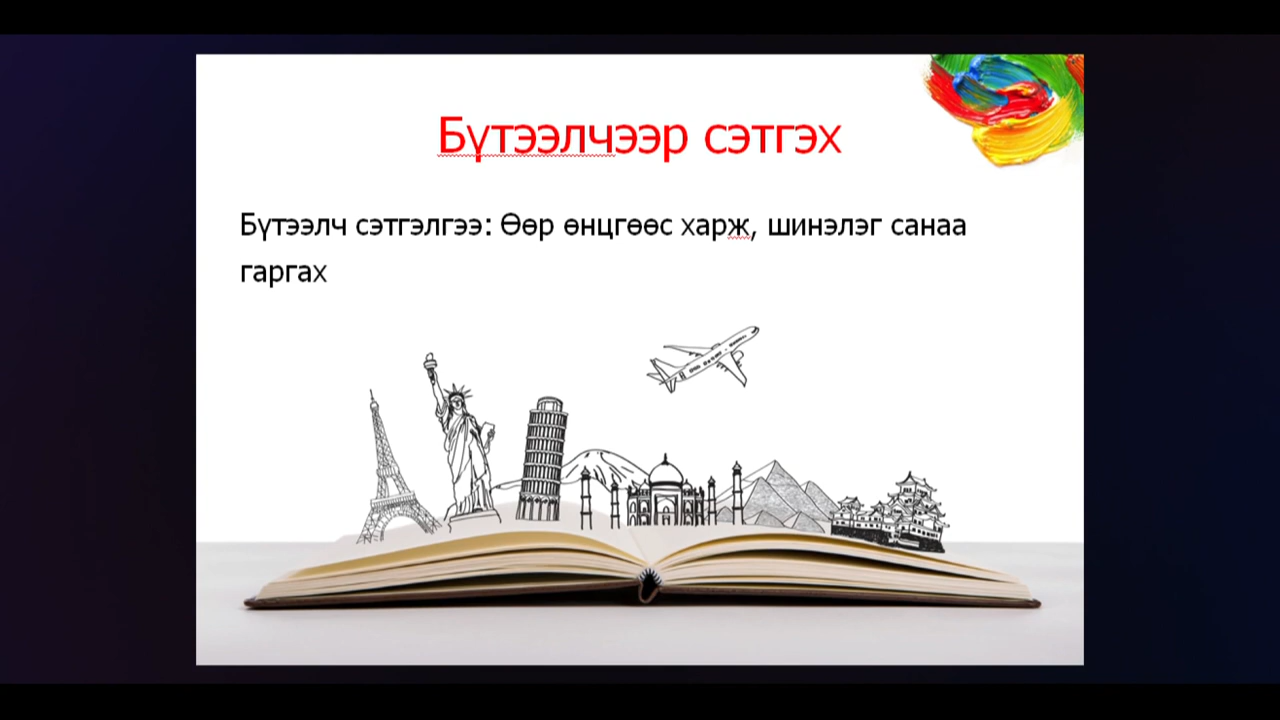 Бүтээлчээр сэтгэх
Бүтээлч сэтгэлгээ: Өөр өнцгөөс харж, шинэлэг санаа
гаргах